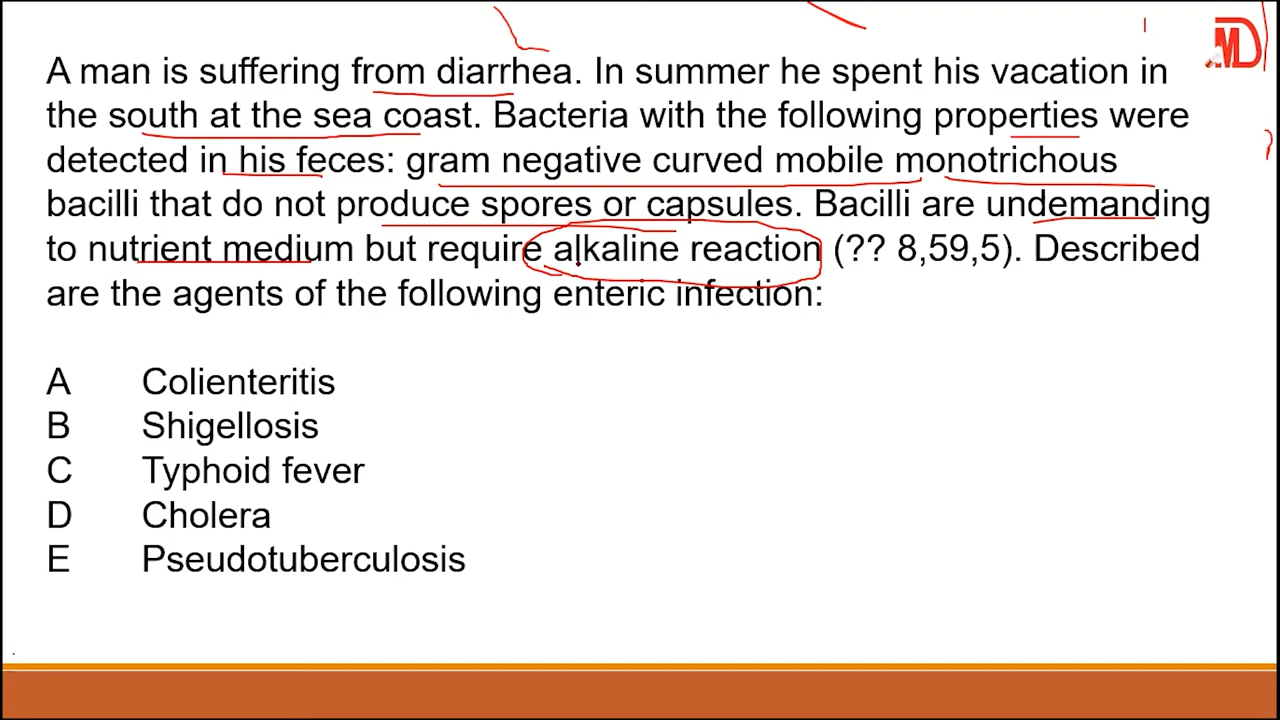 A man is suffering from diarrhea. In summer he spent his vacation in
the south at the sea coast. Bacteria with the following properties were
detected in his feces: gram negative curved mobile monotrichous
bacilli that do not produce spores or capsules. Bacilli are undemanding
to nutrient medium but require alkaline reaction (?? 8,59,5). Described
are the agents of the following enteric infection:
A Colienteritis
B Shigellosis
C Typhoid fever
D Cholera
E Pseudotuberculosis
MD